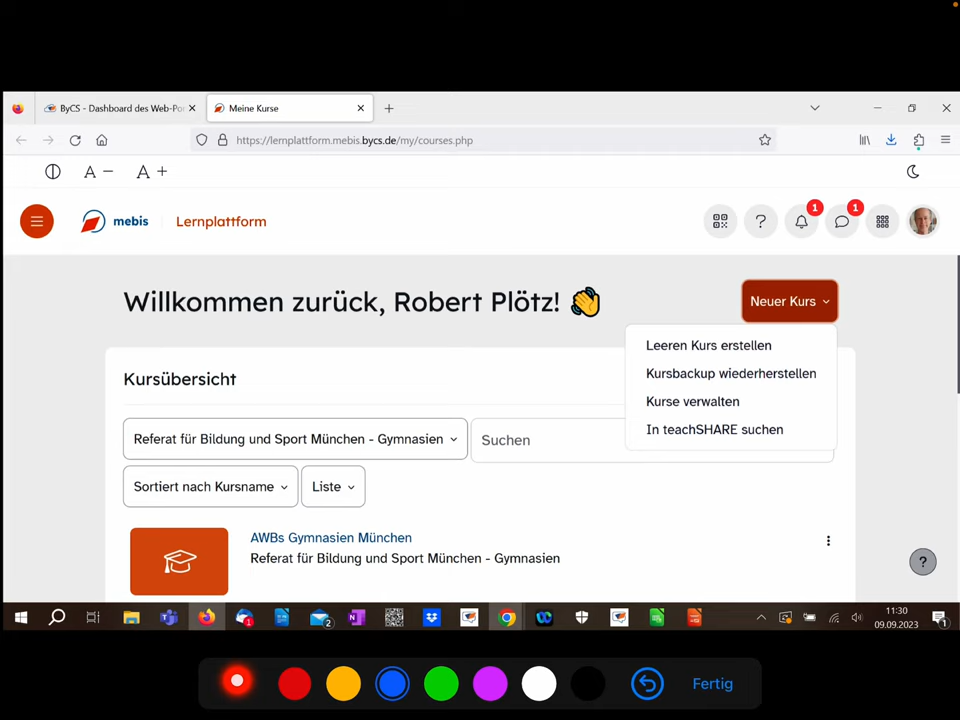 ByCS - Dashboard des Web-Por
Meine Kurse
https://lernplattform.mebis.bycs.de/my/courses.php
A − A +
mebis Lernplattform
? 1 1
Willkommen zurück, Robert Plötz!
Neuer Kurs
Leeren Kurs erstellen
Kursübersicht
Kursbackup wiederherstellen
Kurse verwalten
In teachSHARE suchen
Referat für Bildung und Sport München - Gymnasien
Suchen
Sortiert nach Kursname
Liste
AWBs Gymnasien München
Referat für Bildung und Sport München - Gymnasien
?
11:30
09.09.2023
1
2
1
Fertig